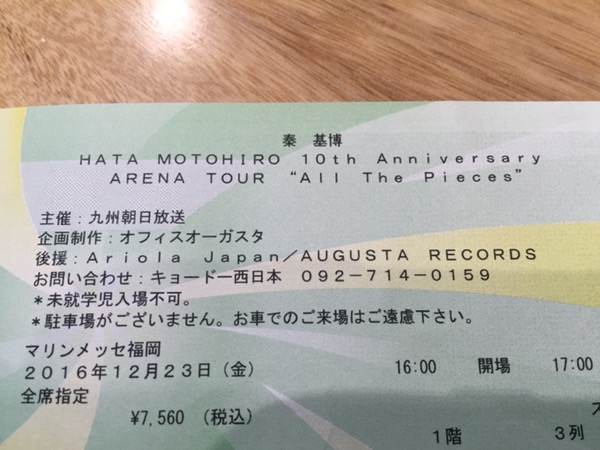 秦 基博
HATA MOTOHIRO 10th Anniversary
ARENA TOUR “All The Pieces”
主催:九州朝日放送
企画制作:オフィスオーガスタ
後援:Ariola Japan/AUGUSTA RECORDS
お問い合わせ:キョードー西日本 092-714-0159
*未就学児入場不可。
*駐車場がございません。お車でのご来場はご遠慮下さい。
マリンメッセ福岡
2016年12月23日(金) 16:00 開場 17:00
全席指定
¥7,560 (税込)
1階 3列